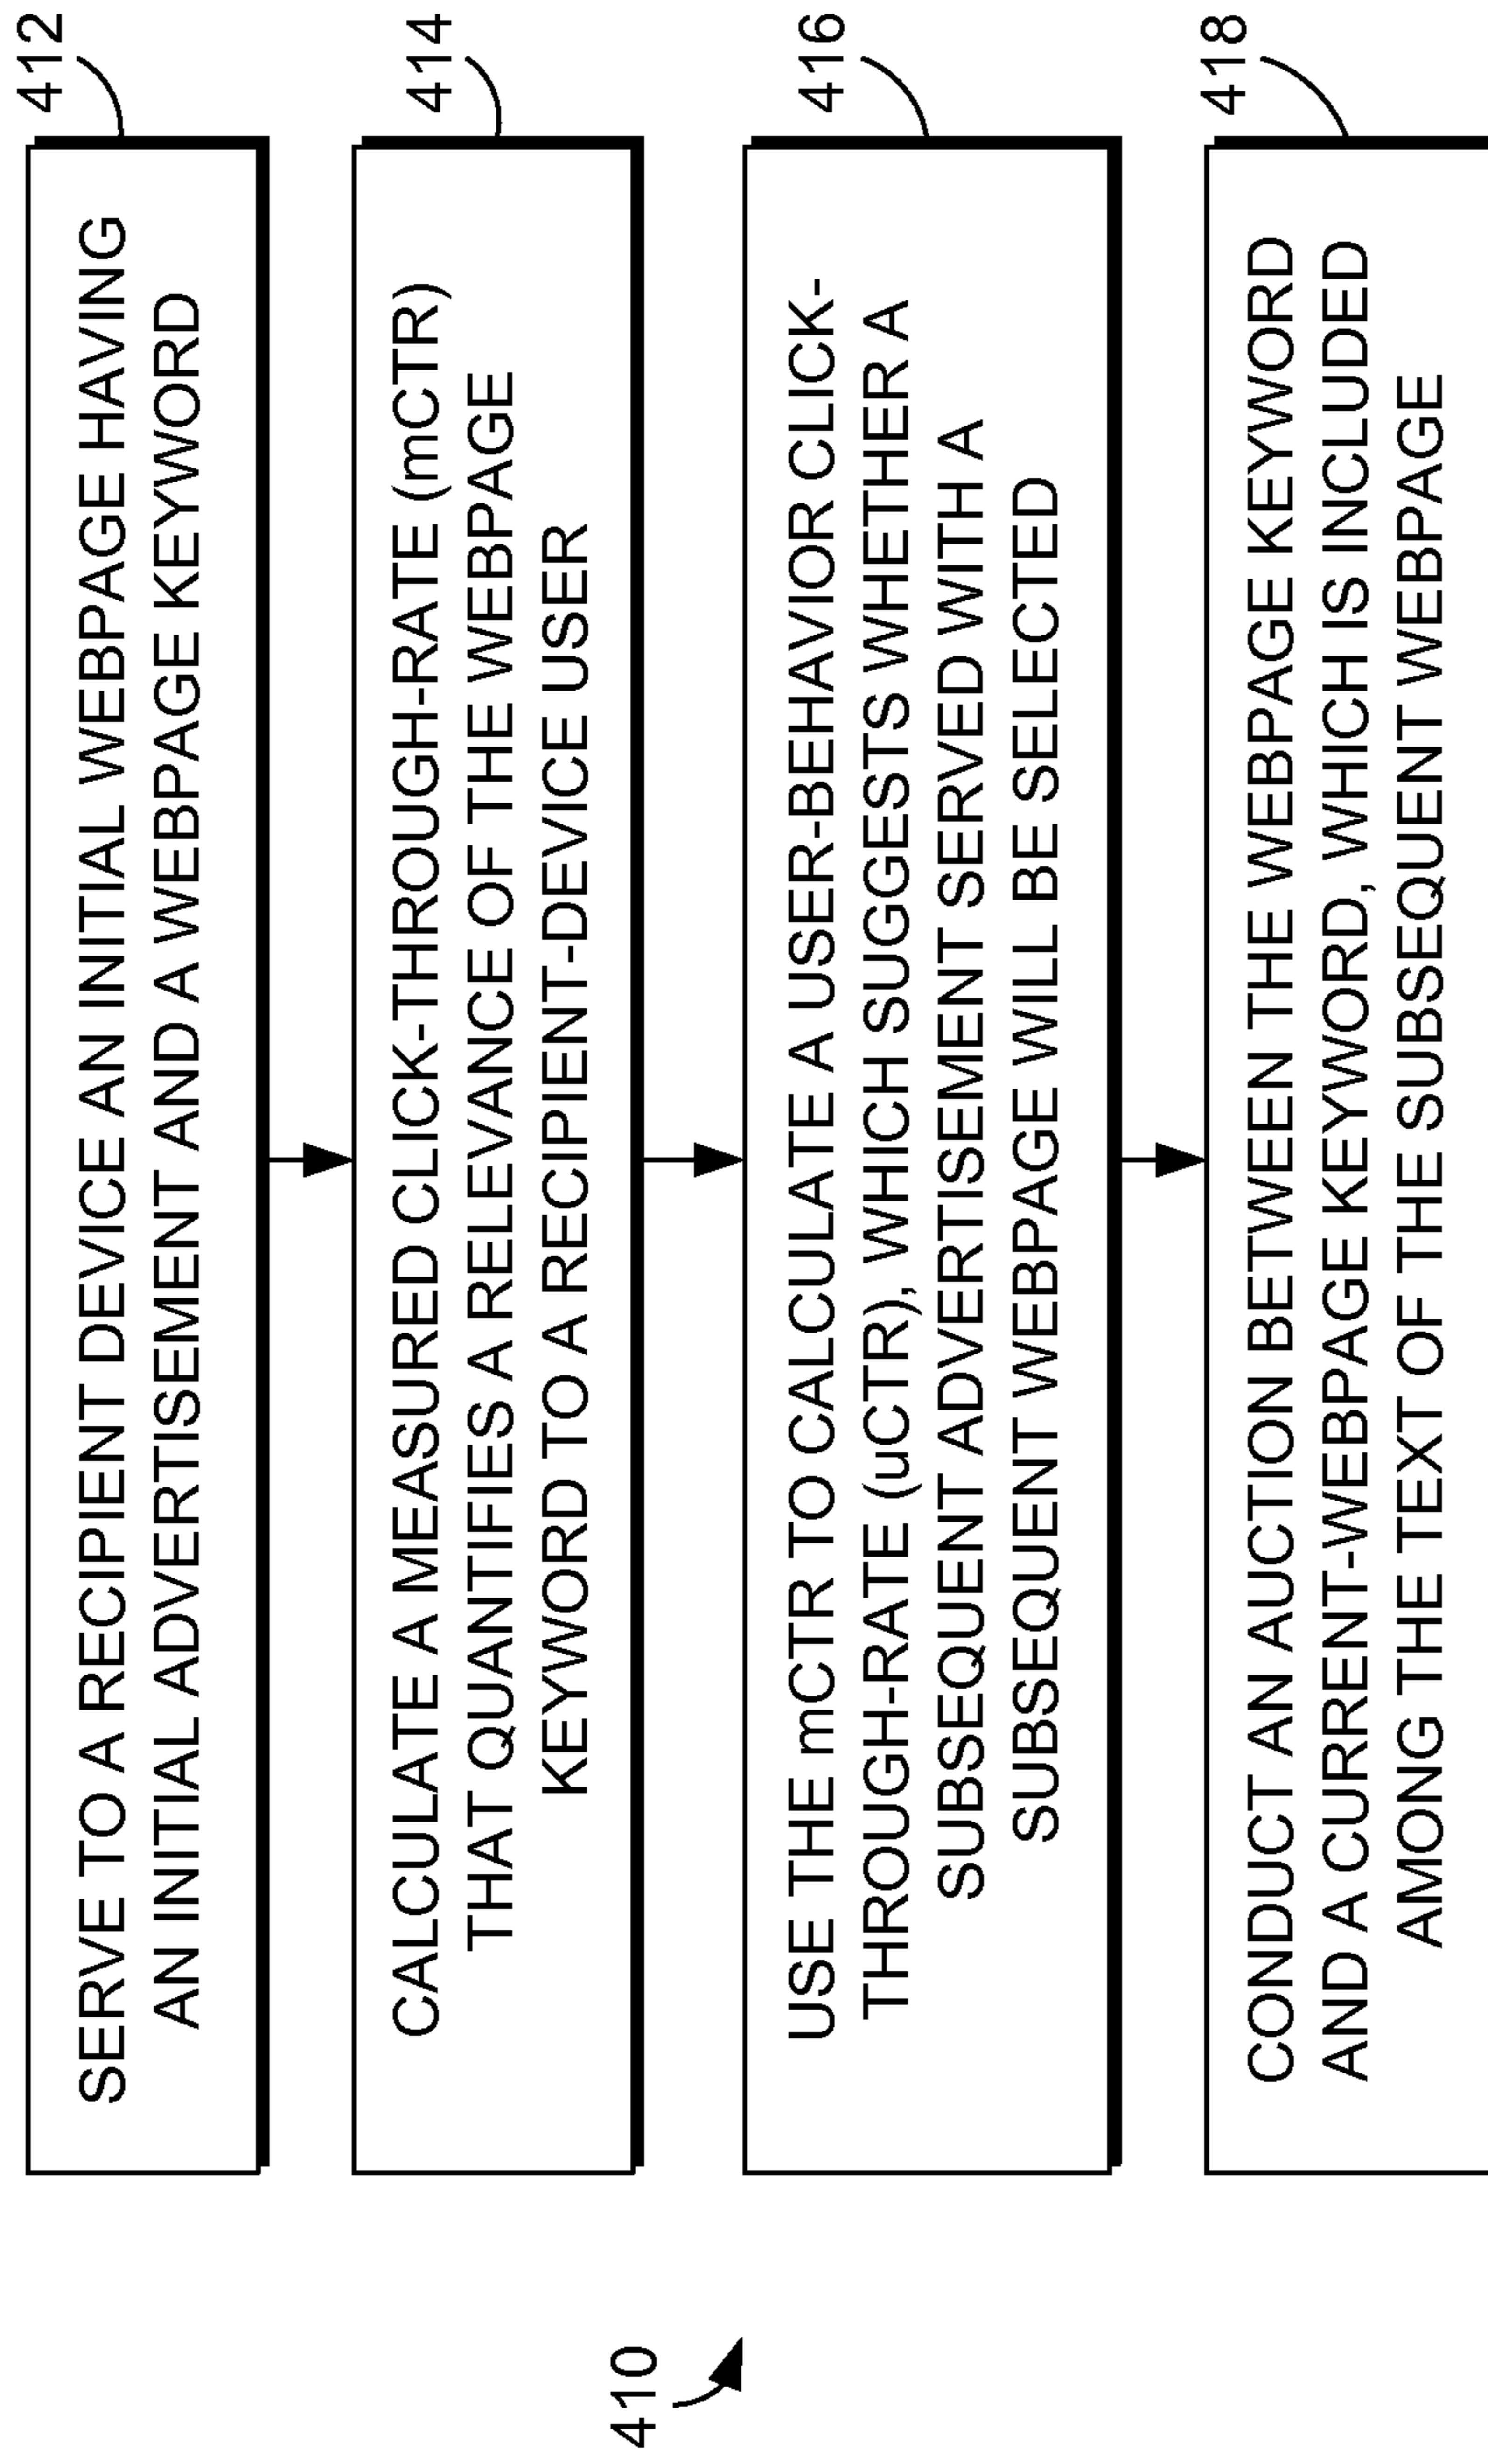 410
412
SERVE TO A RECIPIENT DEVICE AN INITIAL WEBPAGE HAVING
AN INITIAL ADVERTISEMENT AND A WEBPAGE KEYWORD
414
CALCULATE A MEASURED CLICK-THROUGH-RATE (mCTR)
THAT QUANTIFIES A RELEVANCE OF THE WEBPAGE
KEYWORD TO A RECIPIENT-DEVICE USER
416
USE THE mCTR TO CALCULATE A USER-BEHAVIOR CLICK-
THROUGH-RATE (uCTR), WHICH SUGGESTS WHETHER A
SUBSEQUENT ADVERTISEMENT SERVED WITH A
SUBSEQUENT WEBPAGE WILL BE SELECTED
418
CONDUCT AN AUCTION BETWEEN THE WEBPAGE KEYWORD
AND A CURRENT-WEBPAGE KEYWORD, WHICH IS INCLUDED
AMONG THE TEXT OF THE SUBSEQUENT WEBPAGE